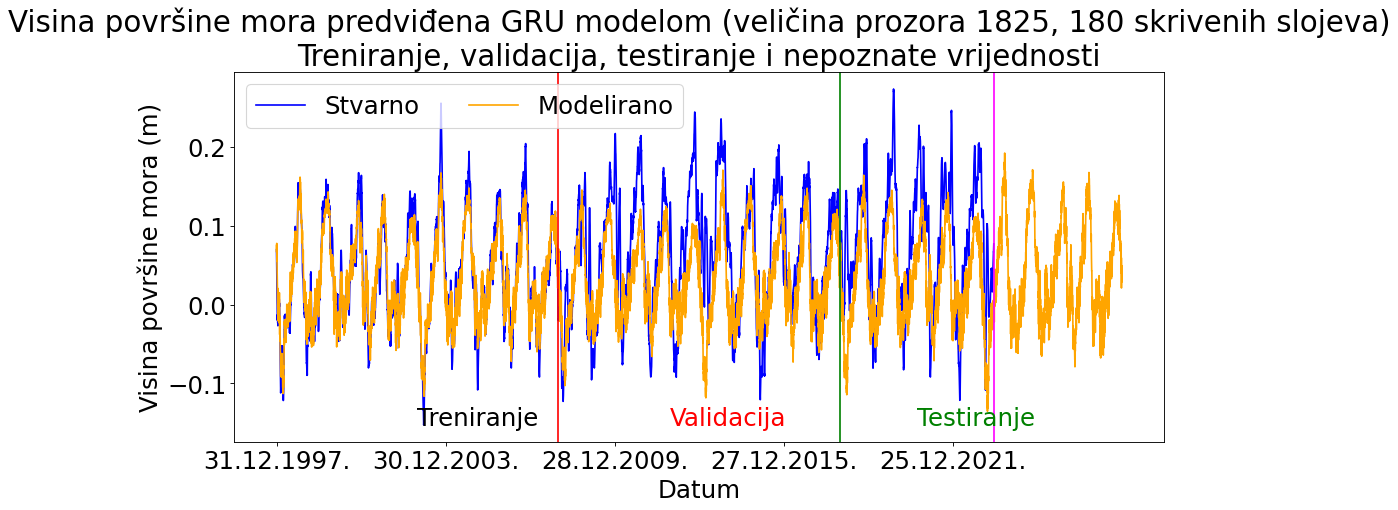 Visina površine mora predviđena GRU modelom (veličina prozora 1825, 180 skrivenih slojeva)
Treniranje, validacija, testiranje i nepoznate vrijednosti
Stvarno Modelirano
Visina površine mora (m)
0.2
0.1
0.0
−0.1
Treniranje Validacija Testiranje
31.12.1997. 30.12.2003. 28.12.2009. 27.12.2015. 25.12.2021.
Datum